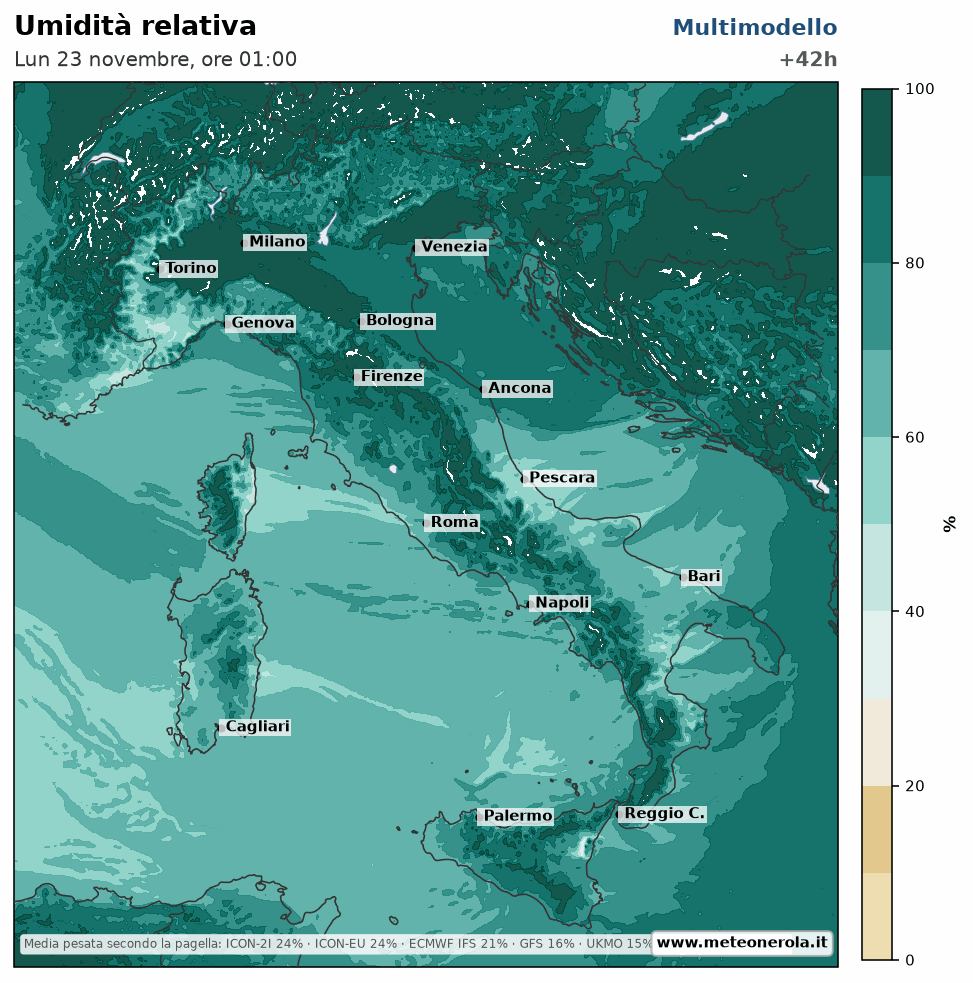 Umidità relativa
Multimodello
Lun 23 novembre, ore 01:00
+42h
100
80
60
%
40
20
0
Milano
Venezia
Torino
Genova
Bologna
Firenze
Ancona
Pescara
Roma
Bari
Napoli
Cagliari
Palermo
Reggio C.
Media pesata secondo la pagella: ICON-2I 24% · ICON-EU 24% · ECMWF IFS 21% · GFS 16% · UKMO 15%
www.meteonerola.it